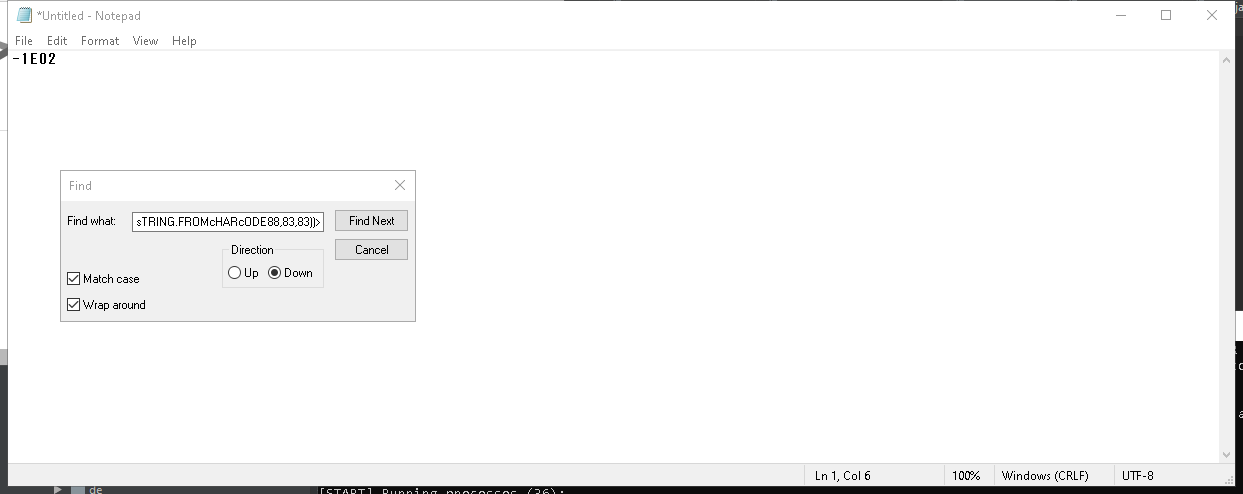 *Untitled - Notepad
File Edit Format View Help
-1E02
Find
Find what: sTRING.FROMcHARcODE88,83,83))> Find Next
Direction Cancel
Up Down
Match case
Wrap around
Ln 1, Col 6 100% Windows (CRLF) UTF-8
de [START] Running processes (36):